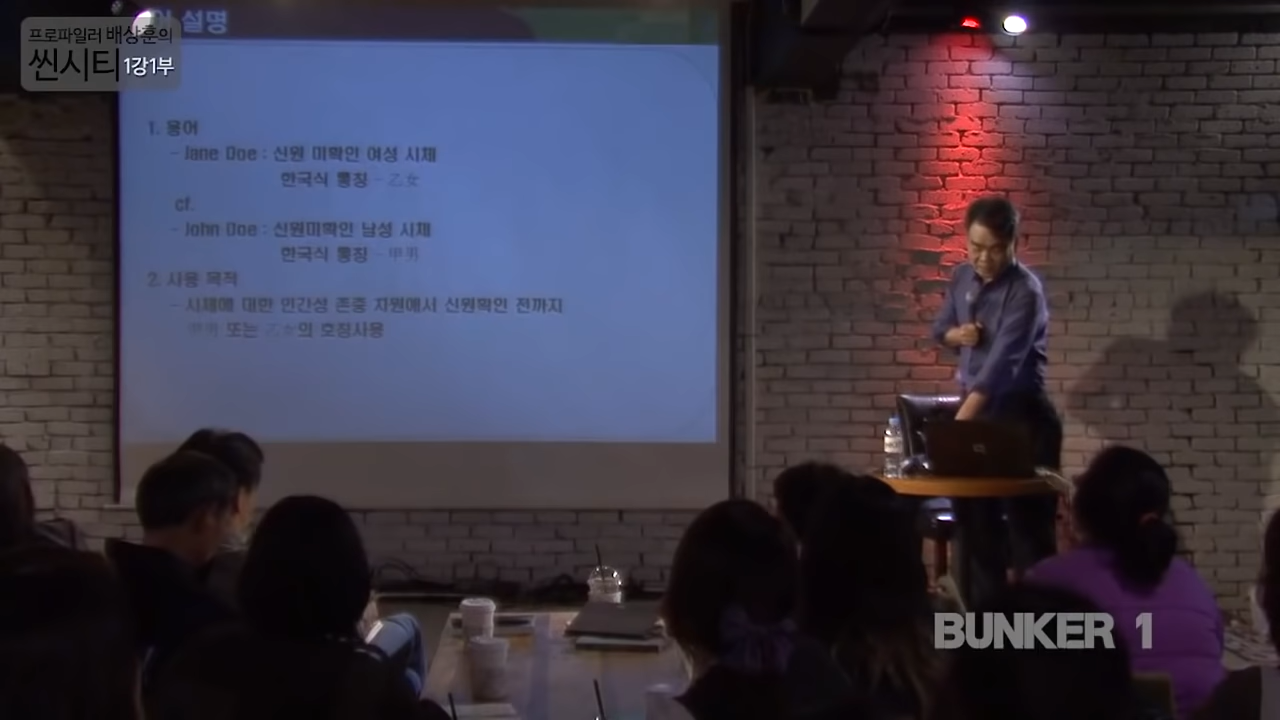 프로파일러 배상훈의
씬시티 1강1부
설명
1. 용어
- Jane Doe : 신원 미확인 여성 시체
한국식 통칭 - 乙女
cf.
- John Doe : 신원미확인 남성 시체
한국식 통칭 - 甲男
2. 사용 목적
- 시체에 대한 인간성 존중 차원에서 신원확인 전까지
또는 乙女의 호칭사용
BUNKER 1